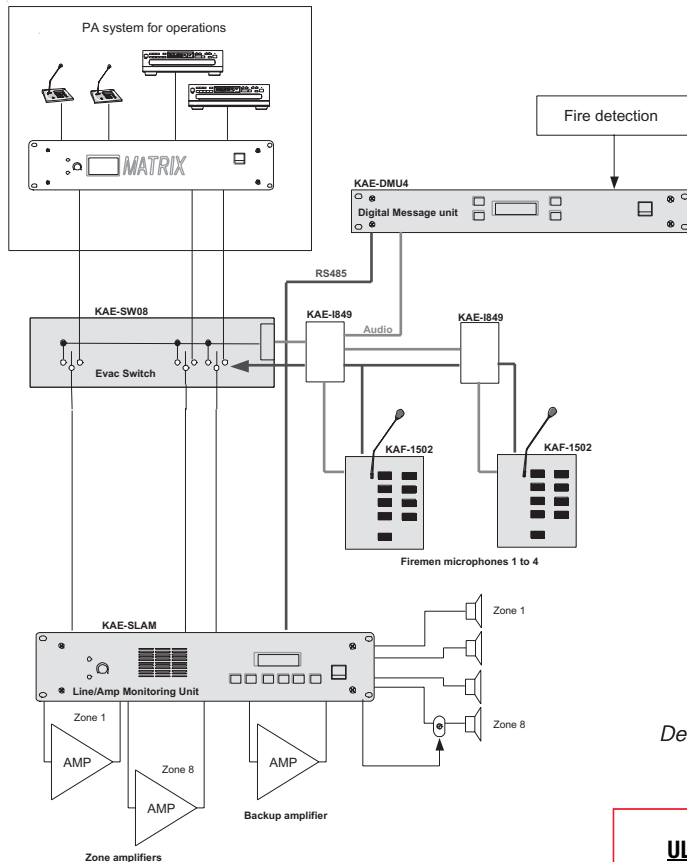 PA system for operations
MATRIX
Fire detection
KAE-DMU4
Digital Message unit
RS485
KAE-SW08
KAE-I849
KAE-I849
Audio
Evac Switch
KAF-1502
KAF-1502
Firemen microphones 1 to 4
KAE-SLAM
Zone 1
Line/Amp Monitoring Unit
Zone 1
Zone 8
AMP
Zone 8
AMP
AMP
Backup amplifier
Zone amplifiers
De
UL